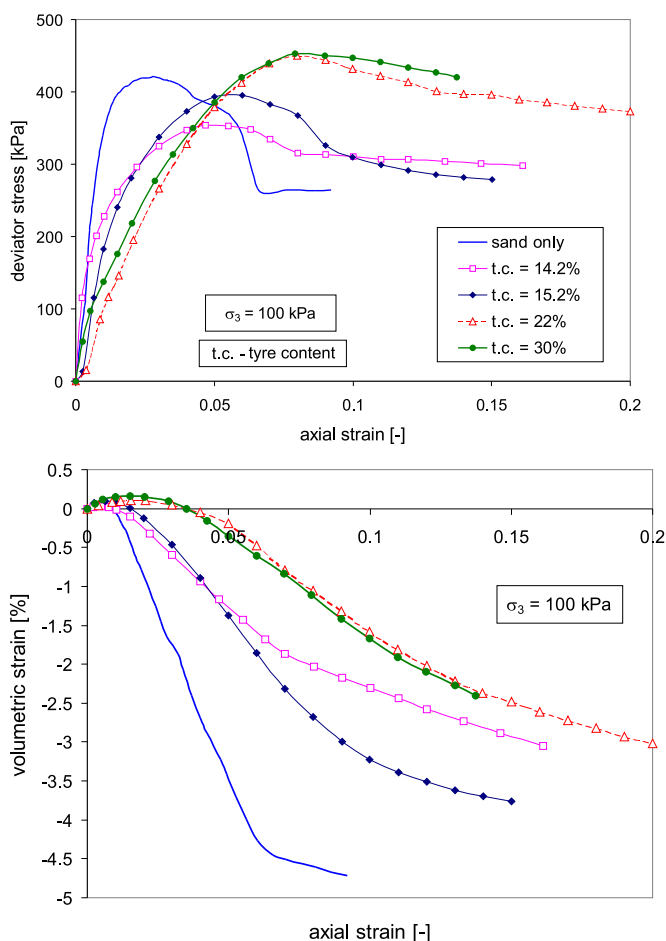 500
400
300
200
100
0
deviator stress [kPa]
0
0.05
0.1
0.15
0.2
axial strain [-]
σ3 = 100 kPa
t.c. - tyre content
sand only
t.c. = 14.2%
t.c. = 15.2%
t.c. = 22%
t.c. = 30%
0.5
0
-0.5
-1
-1.5
-2
-2.5
-3
-3.5
-4
-4.5
-5
volumetric strain [%]
0
0.05
0.1
0.15
0.2
σ3 = 100 kPa
axial strain [-]